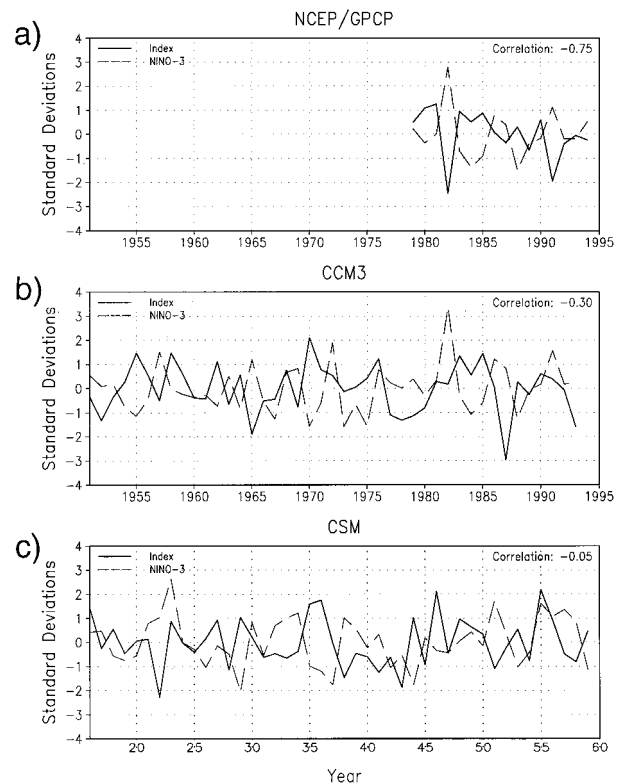 a)
NCEP/GPCP
Index
NINO-3
Correlation: -0.75
Standard Deviations
4
3
2
1
0
-1
-2
-3
-4
1955 1960 1965 1970 1975 1980 1985 1990 1995
b)
CCM3
Index
NINO-3
Correlation: -0.30
Standard Deviations
4
3
2
1
0
-1
-2
-3
-4
1955 1960 1965 1970 1975 1980 1985 1990 1995
c)
CSM
Index
NINO-3
Correlation: -0.05
Standard Deviations
4
3
2
1
0
-1
-2
-3
-4
20 25 30 35 40 45 50 55 60
Year